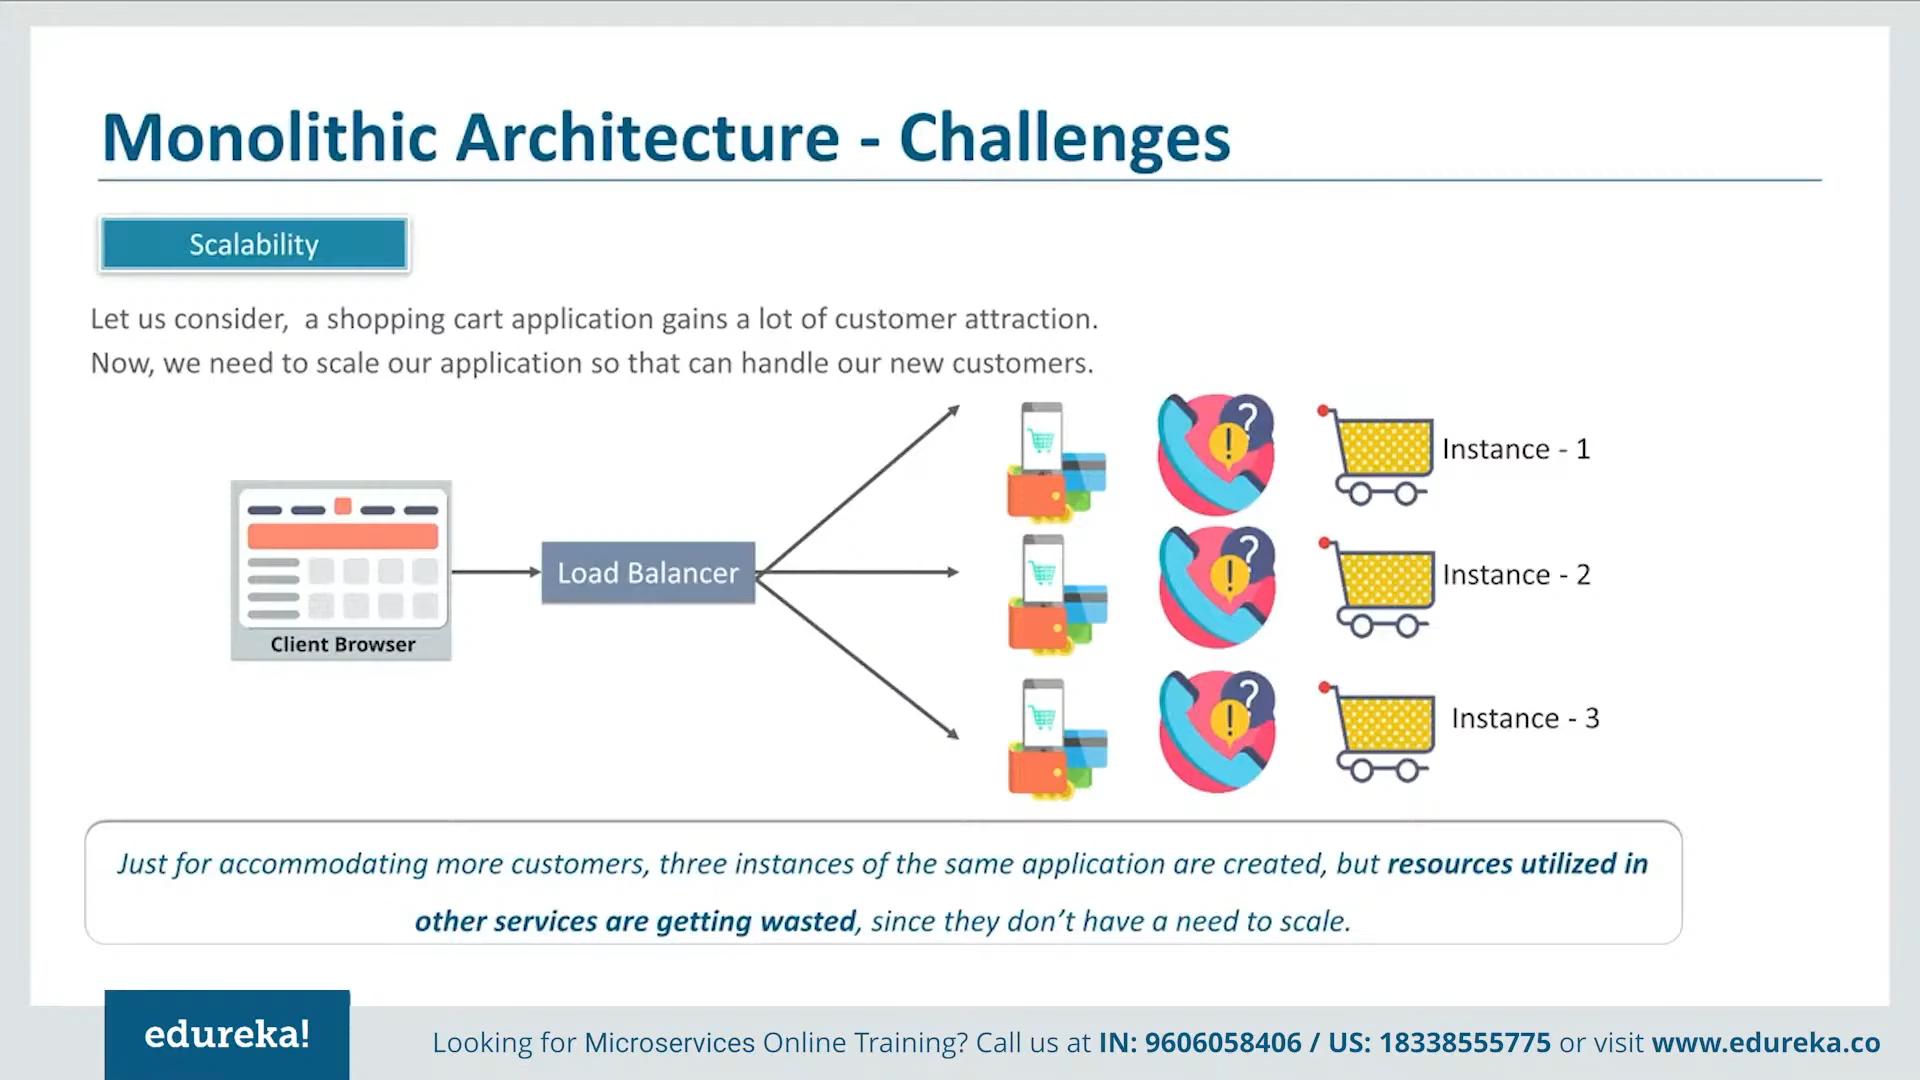 Monolithic Architecture - Challenges
Scalability
Let us consider,  a shopping cart application gains a lot of customer attraction.
Now, we need to scale our application so that can handle our new customers.
Client Browser
Load Balancer
Instance - 1
Instance - 2
Instance - 3
Just for accommodating more customers, three instances of the same application are created, but resources utilized in
other services are getting wasted, since they don’t have a need to scale.
edureka!
Looking for Microservices Online Training? Call us at IN: 9606058406 / US: 18338555775 or visit www.edureka.co